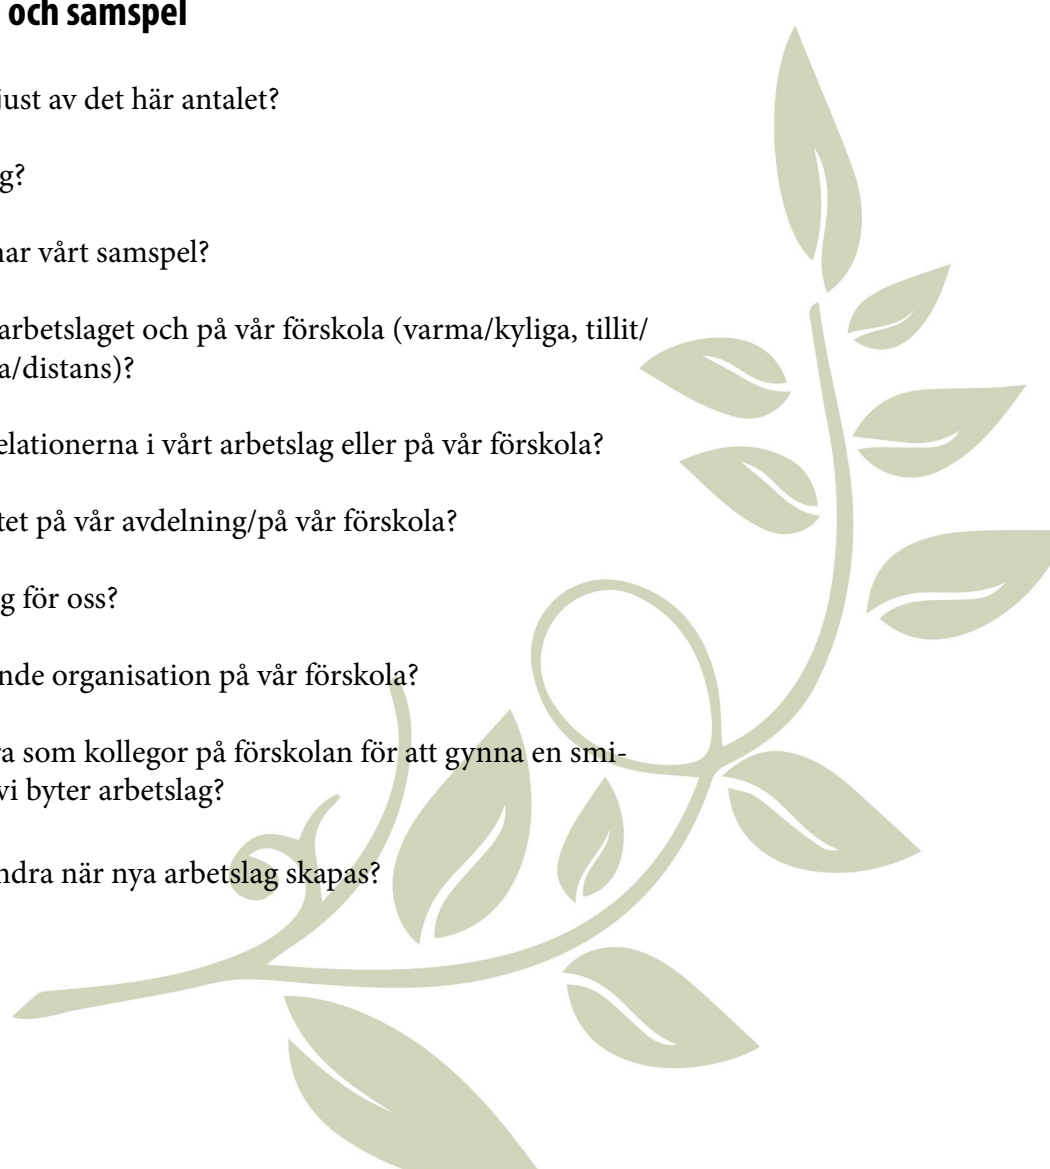 och samspel
just av det här antalet?
g?
nar vårt samspel?
arbetslaget och på vår förskola (varma/kyliga, tillit/
a/distans)?
elationerna i vårt arbetslag eller på vår förskola?
tet på vår avdelning/på vår förskola?
g för oss?
nde organisation på vår förskola?
ra som kollegor på förskolan för att gynna en smi-
vi byter arbetslag?
ndra när nya arbetslag skapas?